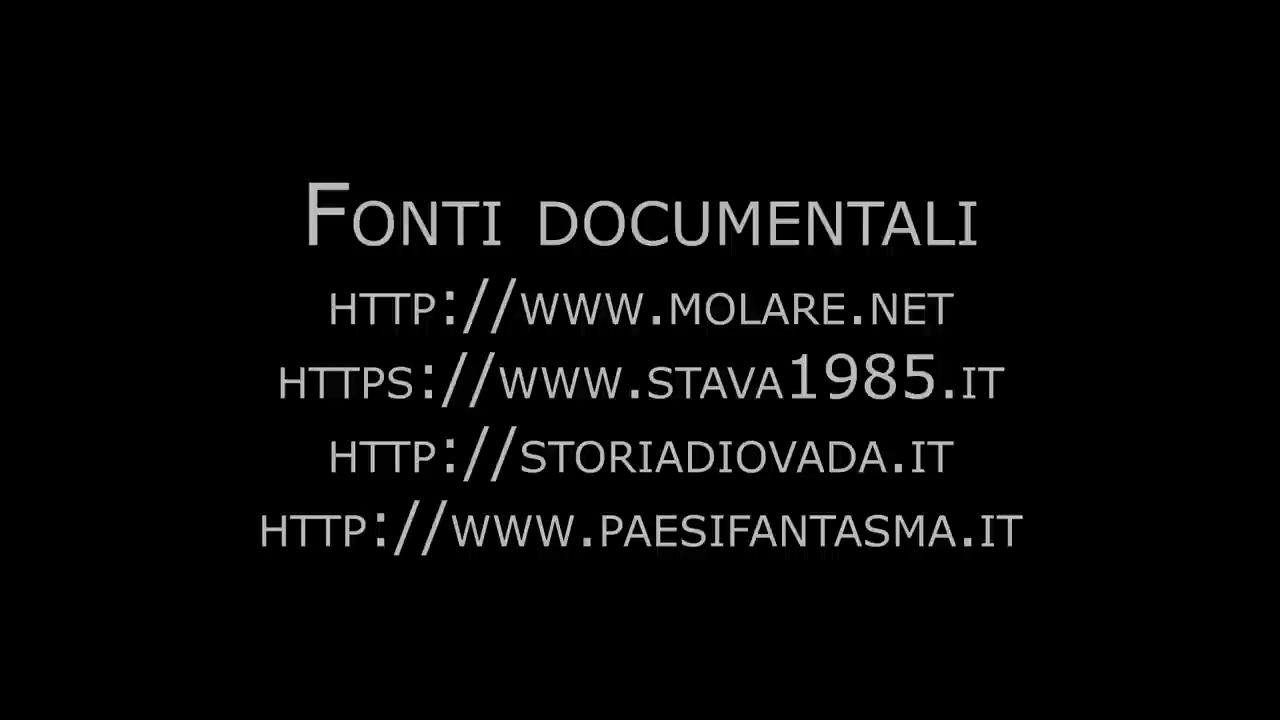 Fonti documentali
http://www.molare.net
https://www.stava1985.it
http://storiadiovada.it
http://www.paesifantasma.it